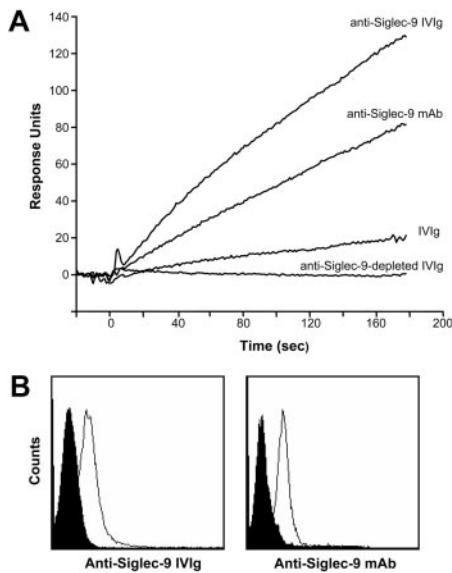 A
140
120
100
80
60
40
20
0
Response Units
anti-Siglec-9 IVIg
anti-Siglec-9 mAb
IVIg
anti-Siglec-9-depleted IVIg
0 40 80 120 160 200
Time (sec)
B
Counts
Anti-Siglec-9 IVIg
Anti-Siglec-9 mAb